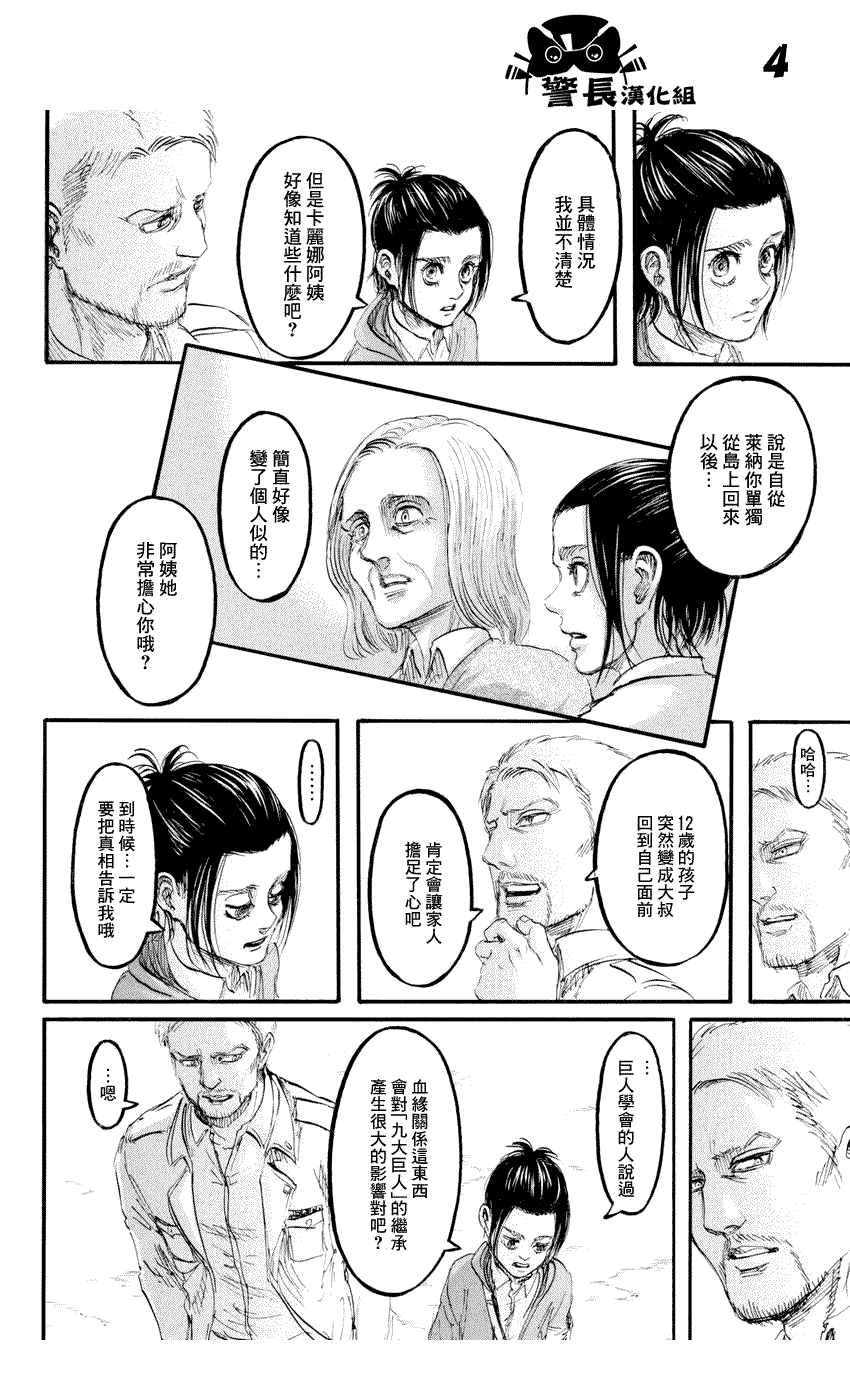 警長漢化組
4
具體情況
我並不清楚
但是卡麗娜阿姨
好像知道些什麼吧?
說是自從
萊納你單獨
從島上回來
以後…
簡直好像
變了個人似的…
阿姨她
非常擔心你哦?
哈哈…
12歲的孩子
突然變成大叔
回到自己面前
肯定會讓家人
擔足了心吧
……
到時候…一定
要把真相告訴我哦
…
巨人學會的人說過
血緣關係這東西
會對「九大巨人」的繼承
產生很大的影響對吧?
…嗯